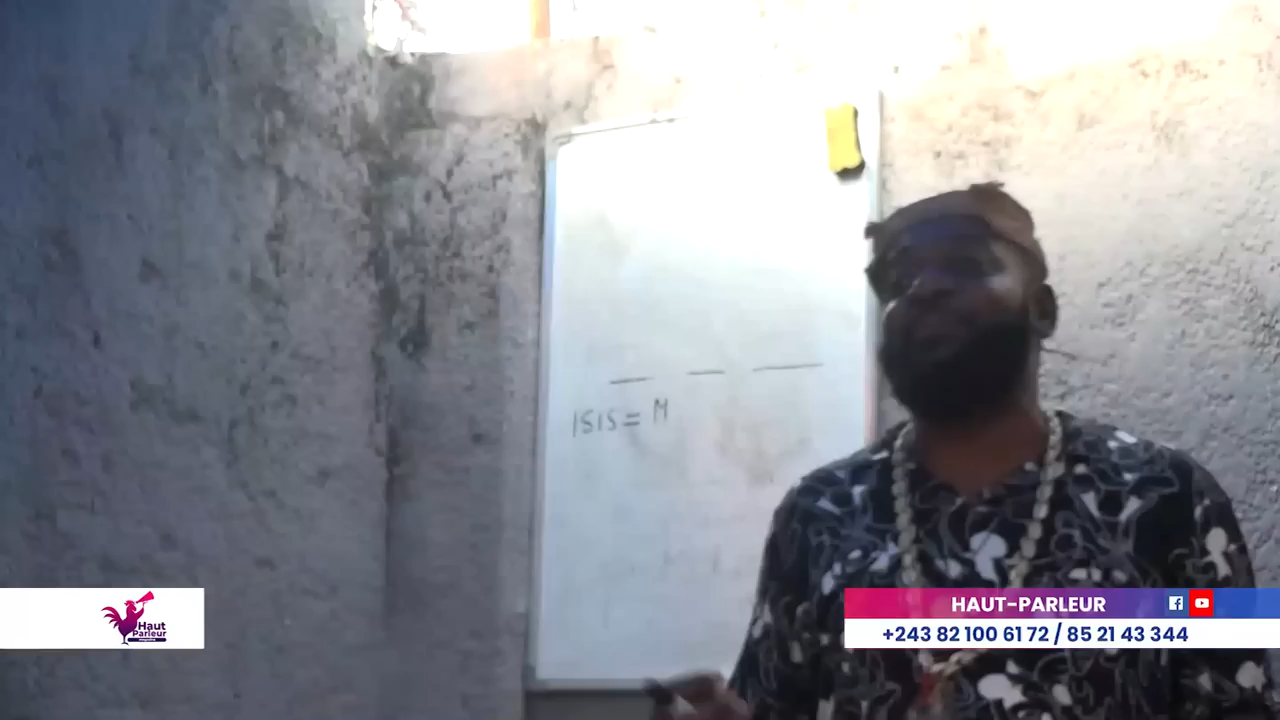 ISIS = M
Haut
Parleur
HAUT-PARLEUR
+243 82 100 61 72 / 85 21 43 344